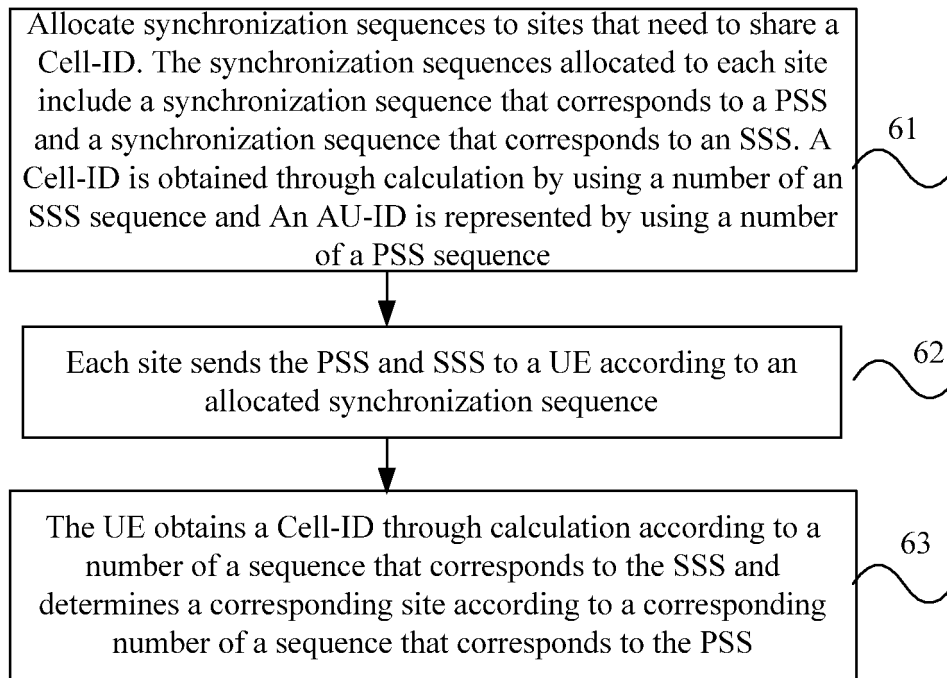 Allocate synchronization sequences to sites that need to share a
Cell-ID. The synchronization sequences allocated to each site
include a synchronization sequence that corresponds to a PSS
and a synchronization sequence that corresponds to an SSS. A
Cell-ID is obtained through calculation by using a number of an
SSS sequence and An AU-ID is represented by using a number
of a PSS sequence
61
Each site sends the PSS and SSS to a UE according to an
allocated synchronization sequence
62
The UE obtains a Cell-ID through calculation according to a
number of a sequence that corresponds to the SSS and
determines a corresponding site according to a corresponding
number of a sequence that corresponds to the PSS
63